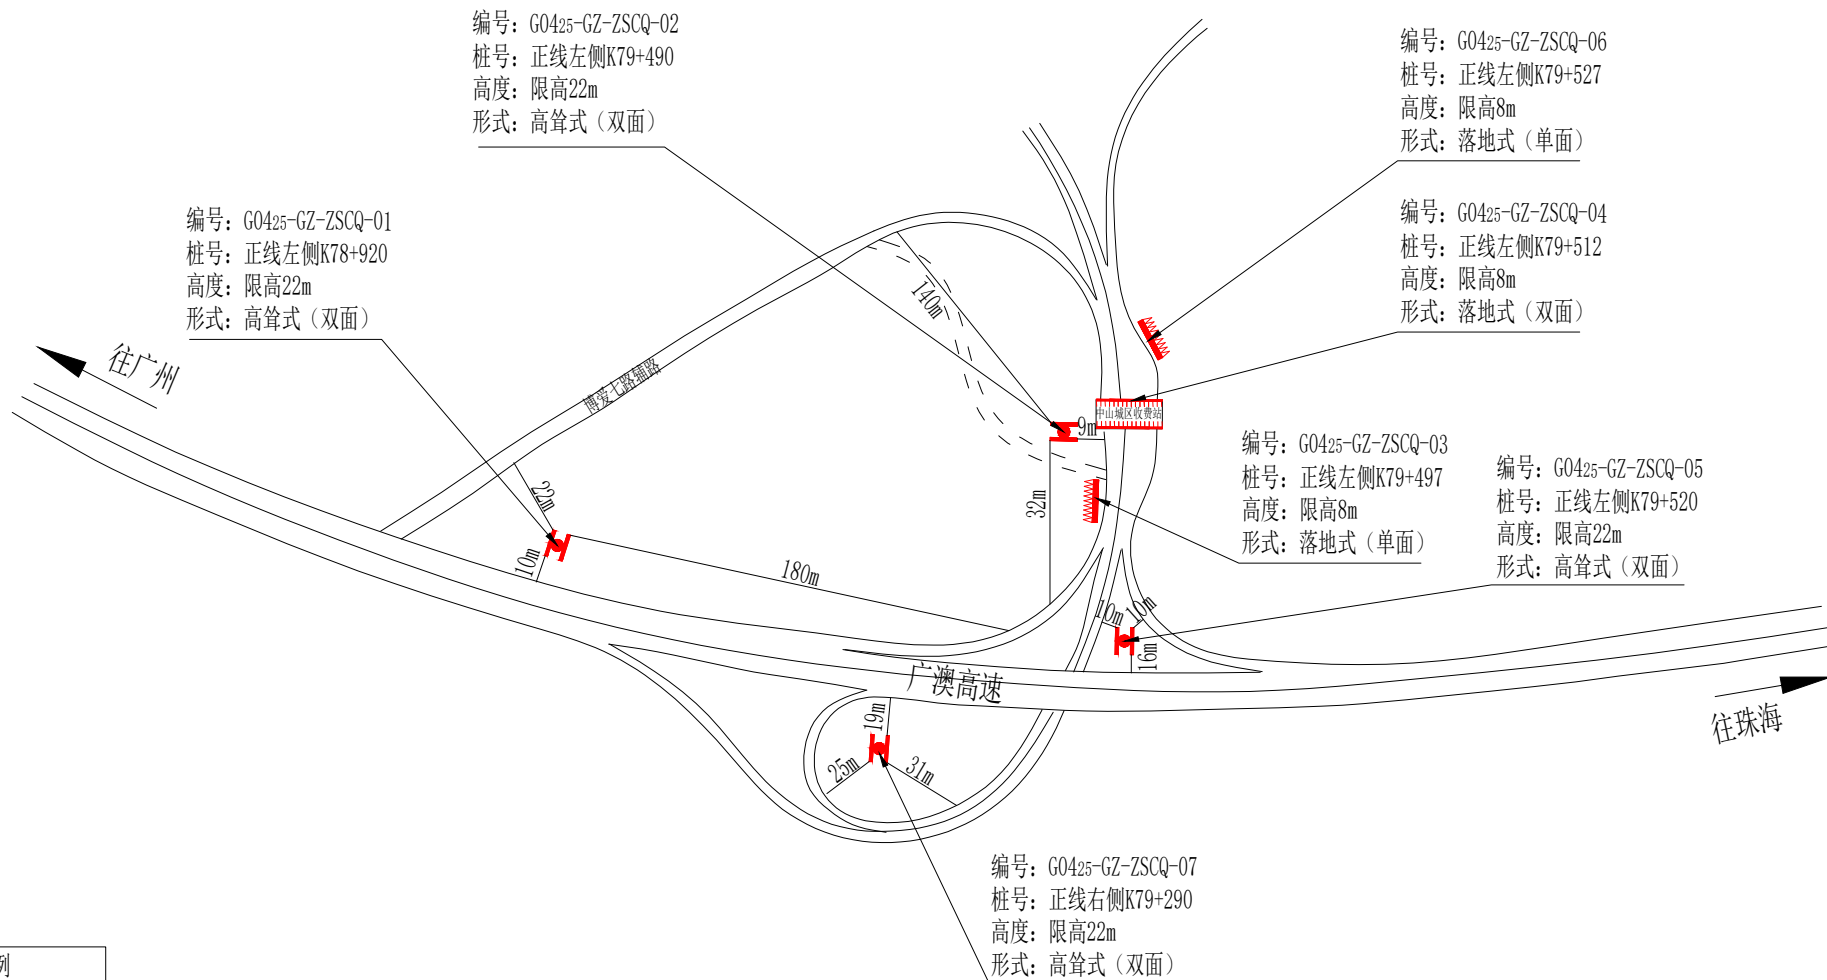 编号: G0425-GZ-ZSCQ-02
桩号: 正线左侧K79+490
高度: 限高22m
形式: 高耸式（双面）
编号: G0425-GZ-ZSCQ-06
桩号: 正线左侧K79+527
高度: 限高8m
形式: 落地式（单面）
编号: G0425-GZ-ZSCQ-01
桩号: 正线左侧K78+920
高度: 限高22m
形式: 高耸式（双面）
编号: G0425-GZ-ZSCQ-04
桩号: 正线左侧K79+512
高度: 限高8m
形式: 落地式（双面）
往广州
140m
博爱七路辅路
中山城区收费站
9m
编号: G0425-GZ-ZSCQ-03
桩号: 正线左侧K79+497
高度: 限高8m
形式: 落地式（单面）
编号: G0425-GZ-ZSCQ-05
桩号: 正线左侧K79+520
高度: 限高22m
形式: 高耸式（双面）
22m
32m
10m
180m
10m
10m
16m
广澳高速
往珠海
19m
25m
31m
编号: G0425-GZ-ZSCQ-07
桩号: 正线右侧K79+290
高度: 限高22m
形式: 高耸式（双面）
例